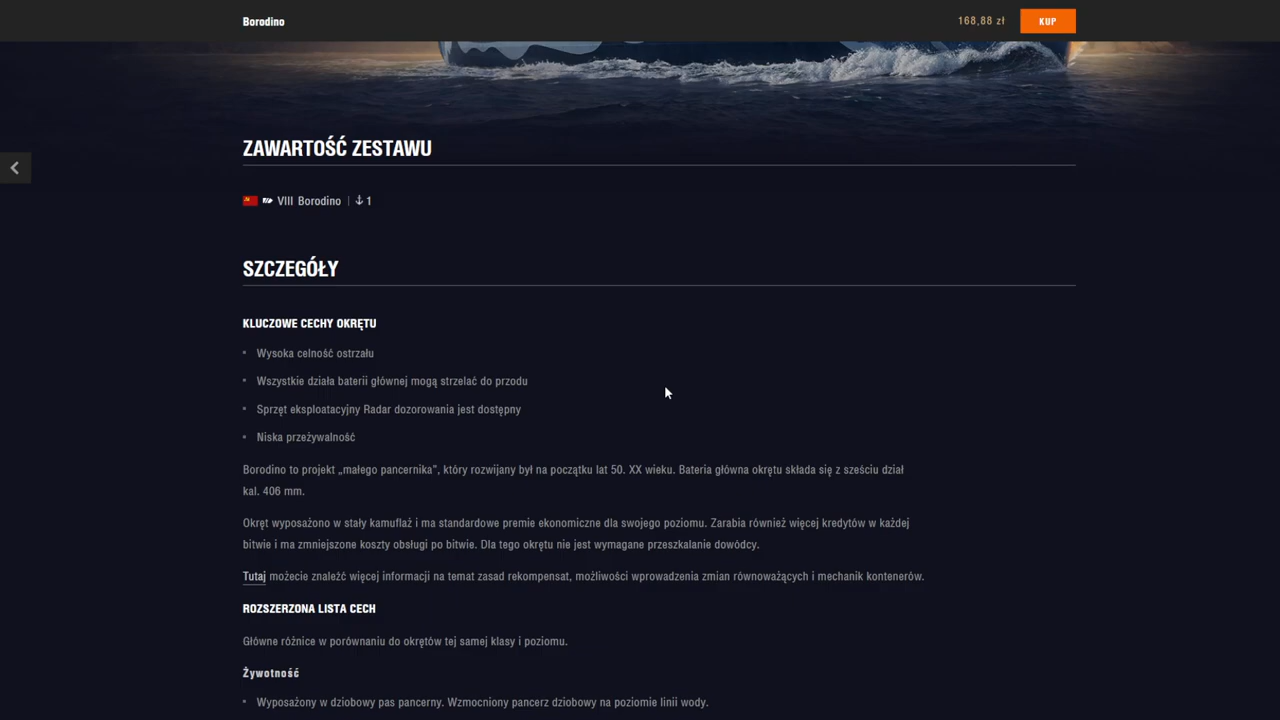 Borodino
168,88 zł
KUP
ZAWARTOŚĆ ZESTAWU
VIII Borodino | 1
SZCZEGÓŁY
KLUCZOWE CECHY OKRĘTU
Wysoka celność ostrzału
Wszystkie działa baterii głównej mogą strzelać do przodu
Sprzęt eksploatacyjny Radar dozorowania jest dostępny
Niska przeżywalność
Borodino to projekt „małego pancernika”, który rozwijany był na początku lat 50. XX wieku. Bateria główna okrętu składa się z sześciu dział
kal. 406 mm.
Okręt wyposażono w stały kamuflaż i ma standardowe premie ekonomiczne dla swojego poziomu. Zarabia również więcej kredytów w każdej
bitwie i ma zmniejszone koszty obsługi po bitwie. Dla tego okrętu nie jest wymagane przeszkalanie dowódcy.
Tutaj możecie znaleźć więcej informacji na temat zasad rekompensat, możliwości wprowadzenia zmian równoważących i mechanik kontenerów.
ROZSZERZONA LISTA CECH
Główne różnice w porównaniu do okrętów tej samej klasy i poziomu.
Żywotność
Wyposażony w dziobowy pas pancerny. Wzmocniony pancerz dziobowy na poziomie linii wody.